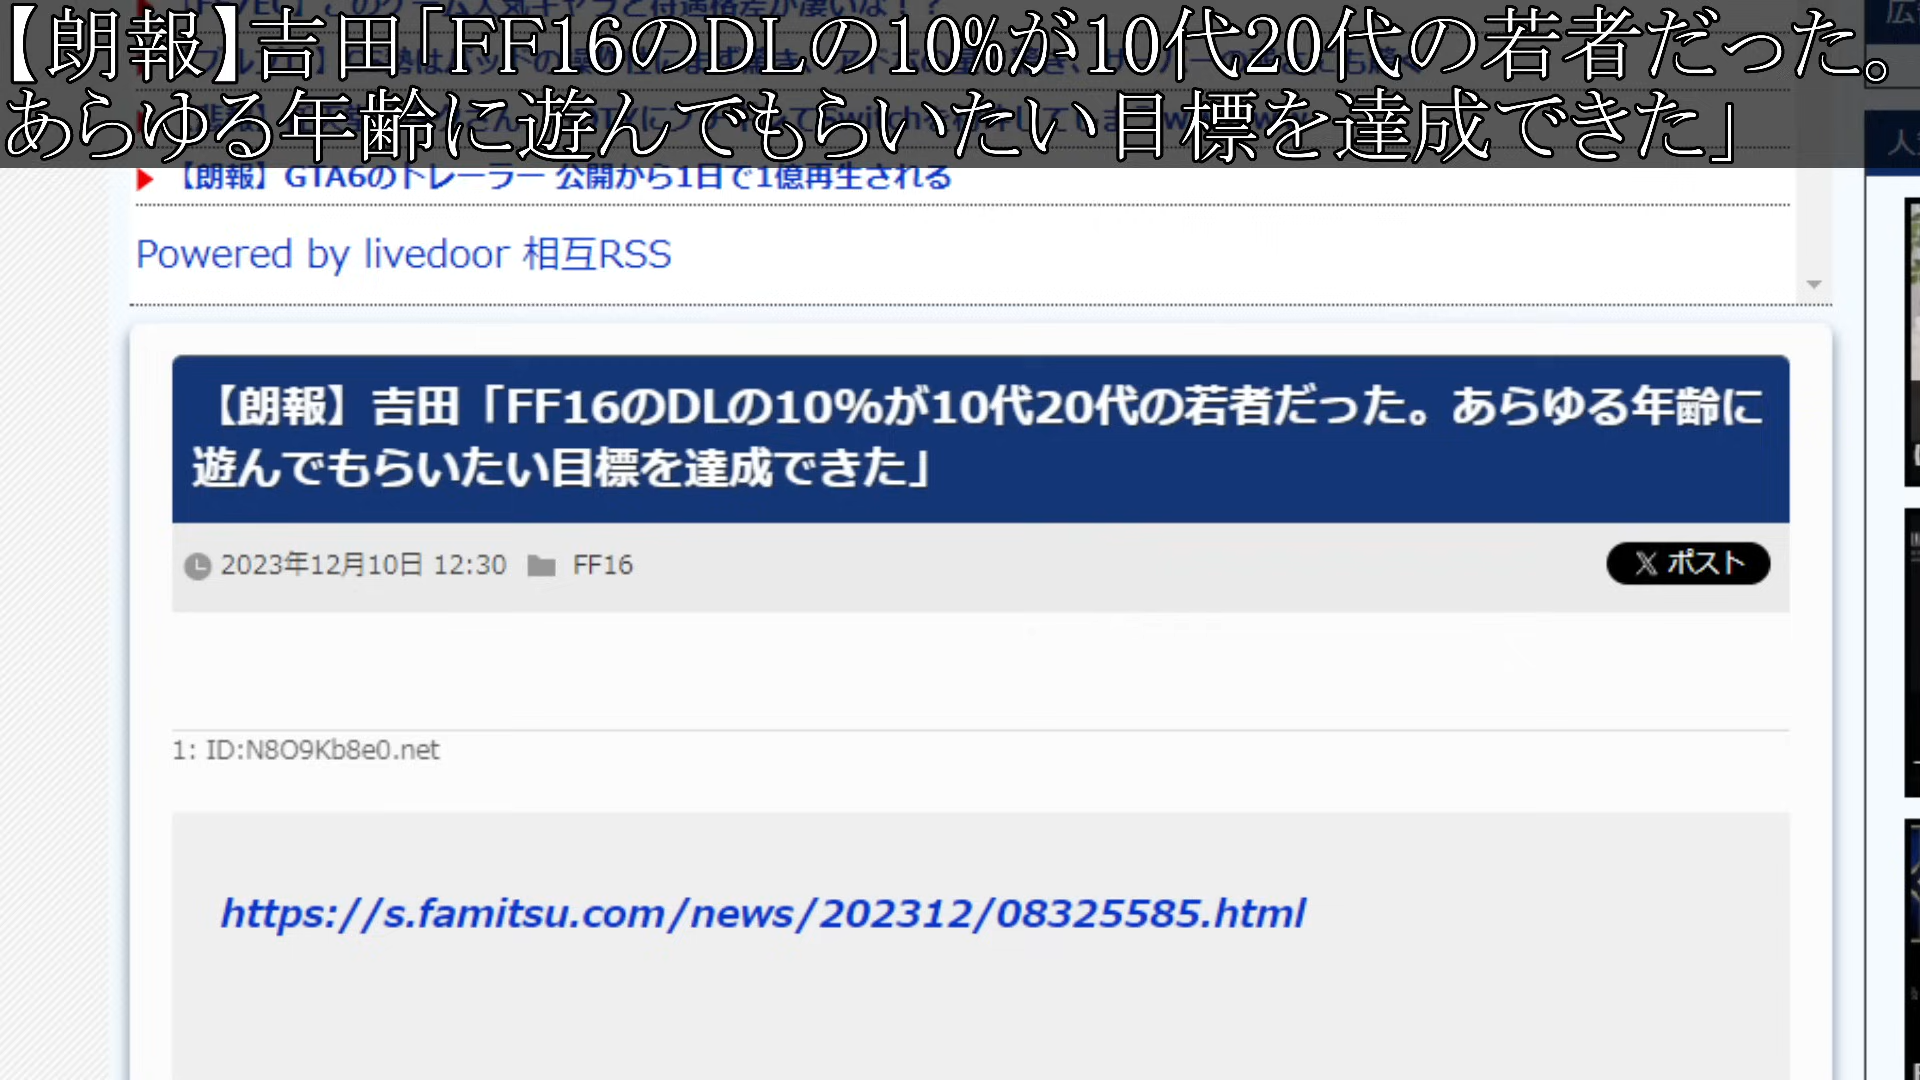 【朗報】吉田「FF16のDLの10%が10代20代の若者だった。
あらゆる年齢に遊んでもらいたい目標を達成できた」
【朗報】GTA6のトレーラー 公開から1日で1億再生される
Powered by livedoor 相互RSS
【朗報】吉田「FF16のDLの10%が10代20代の若者だった。あらゆる年齢に
遊んでもらいたい目標を達成できた」
2023年12月10日 12:30 FF16
X ポスト
1: ID:N8O9Kb8e0.net
https://s.famitsu.com/news/202312/08325585.html